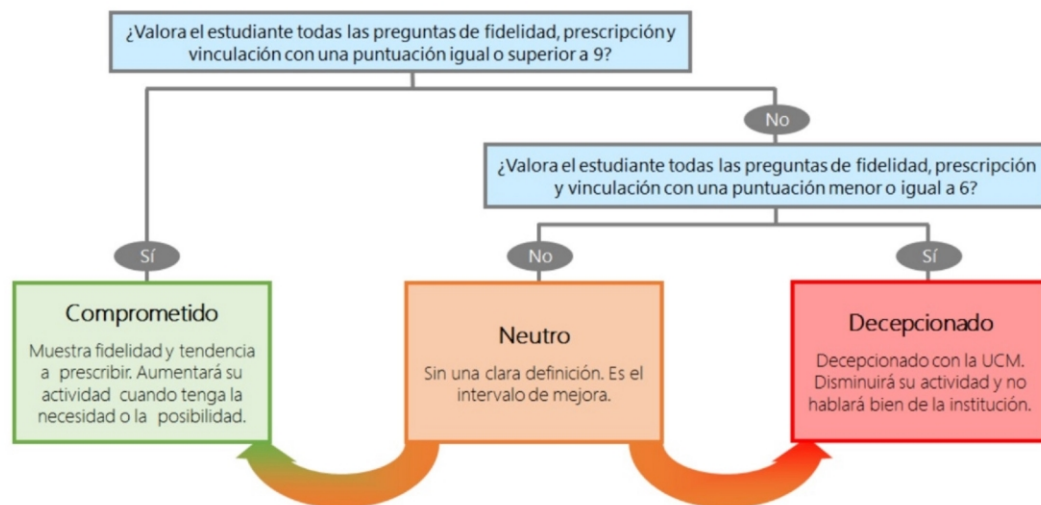 ¿Valora el estudiante todas las preguntas de fidelidad, prescripción y
vinculación con una puntuación igual o superior a 9?
No
¿Valora el estudiante todas las preguntas de fidelidad, prescripción
y vinculación con una puntuación menor o igual a 6?
Sí
No
Sí
Comprometido
Muestra fidelidad y tendencia
a prescribir. Aumentará su
actividad cuando tenga la
necesidad o la posibilidad.
Neutro
Sin una clara definición. Es el
intervalo de mejora.
Decepcionado
Decepcionado con la UCM.
Disminuirá su actividad y no
hablará bien de la institución.